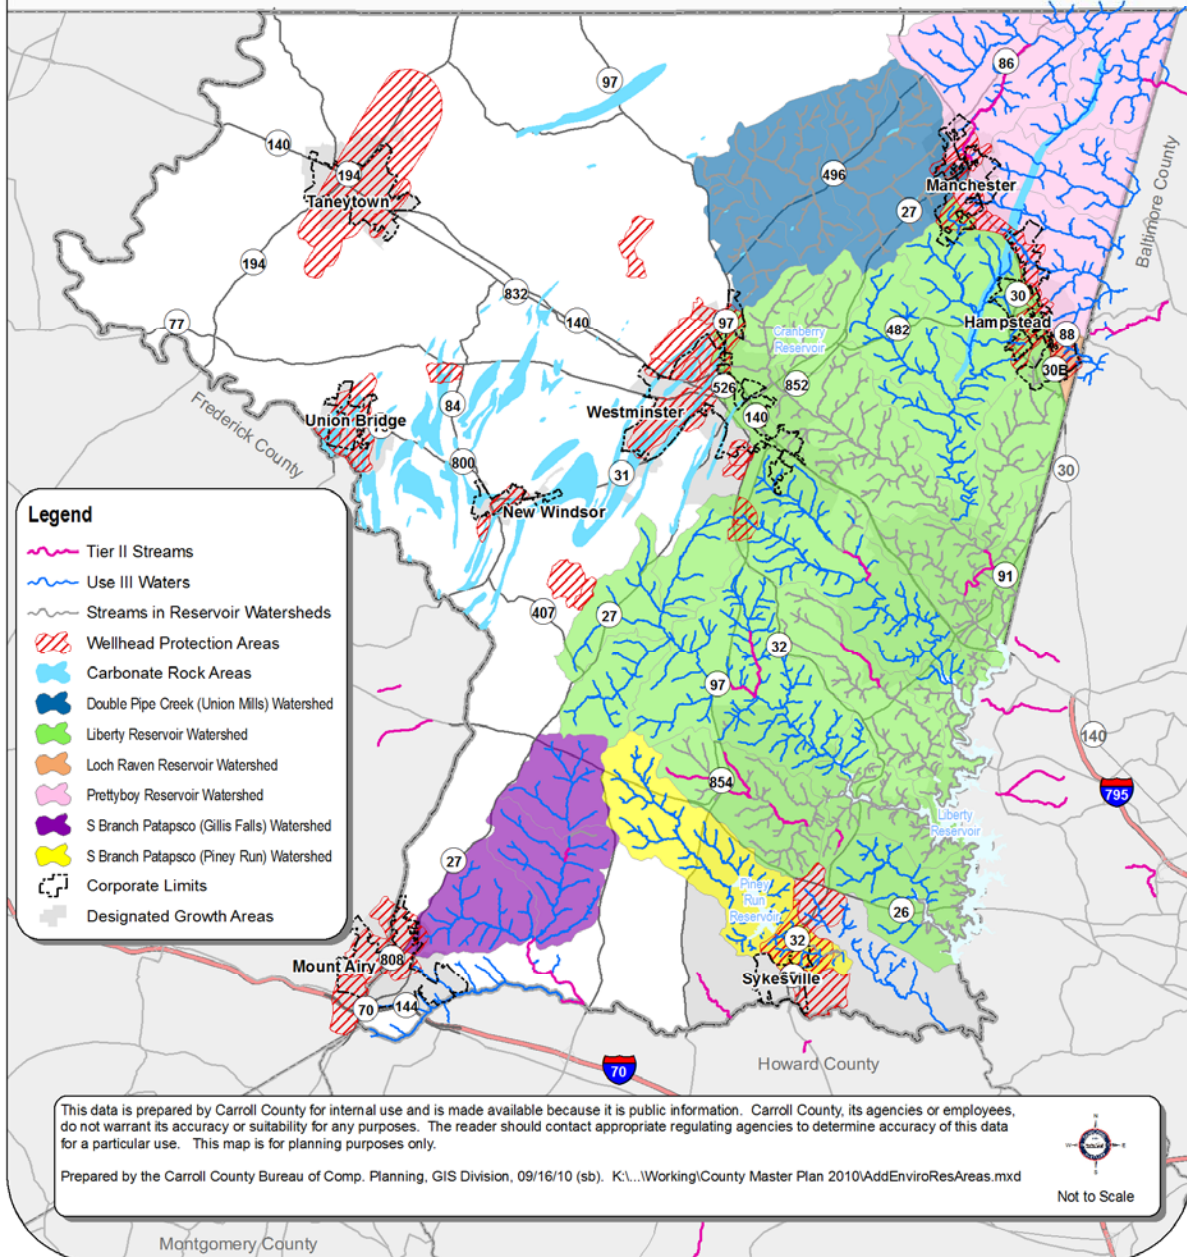 86
97
140
496
194
Taneytown
Manchester
27
Baltimore County
194
832
140
97
30
77
482
Hampstead
88
Cranberry
Reservoir
30B
526
852
84
Westminster
140
Union Bridge
Frederick County
800
31
30
New Windsor
Legend
Tier II Streams
Use III Waters
Streams in Reservoir Watersheds
Wellhead Protection Areas
Carbonate Rock Areas
Double Pipe Creek (Union Mills) Watershed
Liberty Reservoir Watershed
Loch Raven Reservoir Watershed
Prettyboy Reservoir Watershed
S Branch Patapsco (Gillis Falls) Watershed
S Branch Patapsco (Piney Run) Watershed
Corporate Limits
Designated Growth Areas
91
407
27
32
97
140
854
795
Liberty
Reservoir
27
Piney
Run
Reservoir
26
32
808
Mount Airy
Sykesville
70
144
70
Howard County
This data is prepared by Carroll County for internal use and is made available because it is public information. Carroll County, its agencies or employees,
do not warrant its accuracy or suitability for any purposes. The reader should contact appropriate regulating agencies to determine accuracy of this data
for a particular use. This map is for planning purposes only.
Prepared by the Carroll County Bureau of Comp. Planning, GIS Division, 09/16/10 (sb). K:\...\Working\County Master Plan 2010\AddEnviroResAreas.mxd
N
W
E
S
Not to Scale
Montgomery County